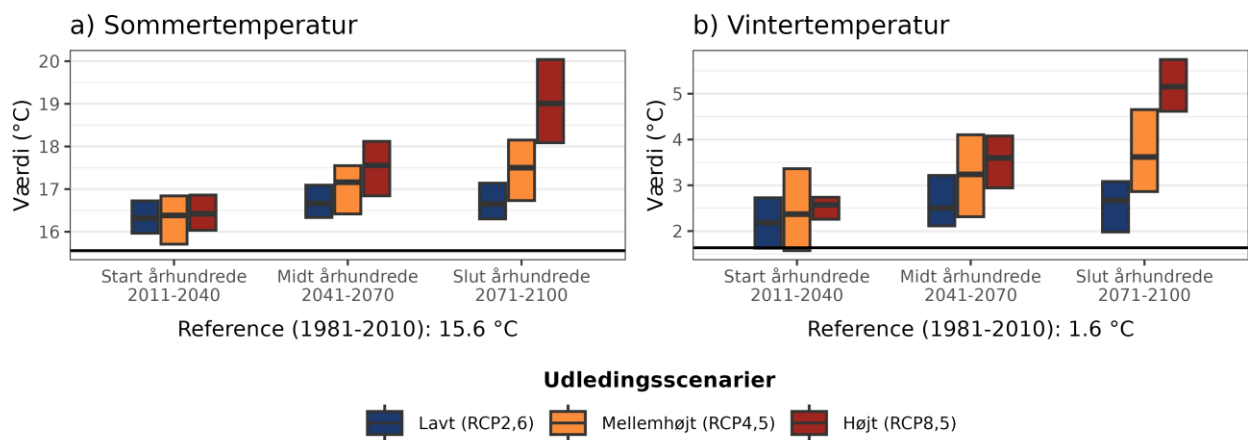 a) Sommertemperatur
Værdi (°C)
20
19
18
17
16
Start århundrede
2011-2040
Midt århundrede
2041-2070
Slut århundrede
2071-2100
Reference (1981-2010): 15.6 °C
b) Vintertemperatur
Værdi (°C)
5
4
3
2
Start århundrede
2011-2040
Midt århundrede
2041-2070
Slut århundrede
2071-2100
Reference (1981-2010): 1.6 °C
Udledingsscenarier
Lavt (RCP2,6)
Mellemhøjt (RCP4,5)
Højt (RCP8,5)